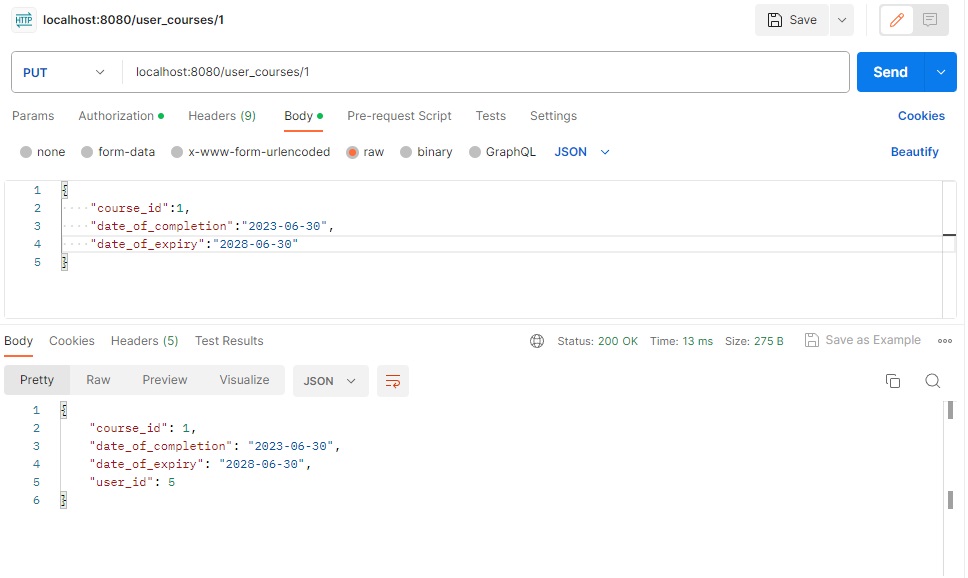 HTTP localhost:8080/user_courses/1 Save
PUT localhost:8080/user_courses/1 Send
Params Authorization Headers (9) Body Pre-request Script Tests Settings Cookies
none form-data x-www-form-urlencoded raw binary GraphQL JSON Beautify
1 {
2 "course_id":1,
3 "date_of_completion":"2023-06-30",
4 "date_of_expiry":"2028-06-30"
5 }
Body Cookies Headers (5) Test Results Status: 200 OK Time: 13 ms Size: 275 B Save as Example
Pretty Raw Preview Visualize JSON
1 {
2 "course_id": 1,
3 "date_of_completion": "2023-06-30",
4 "date_of_expiry": "2028-06-30",
5 "user_id": 5
6 }